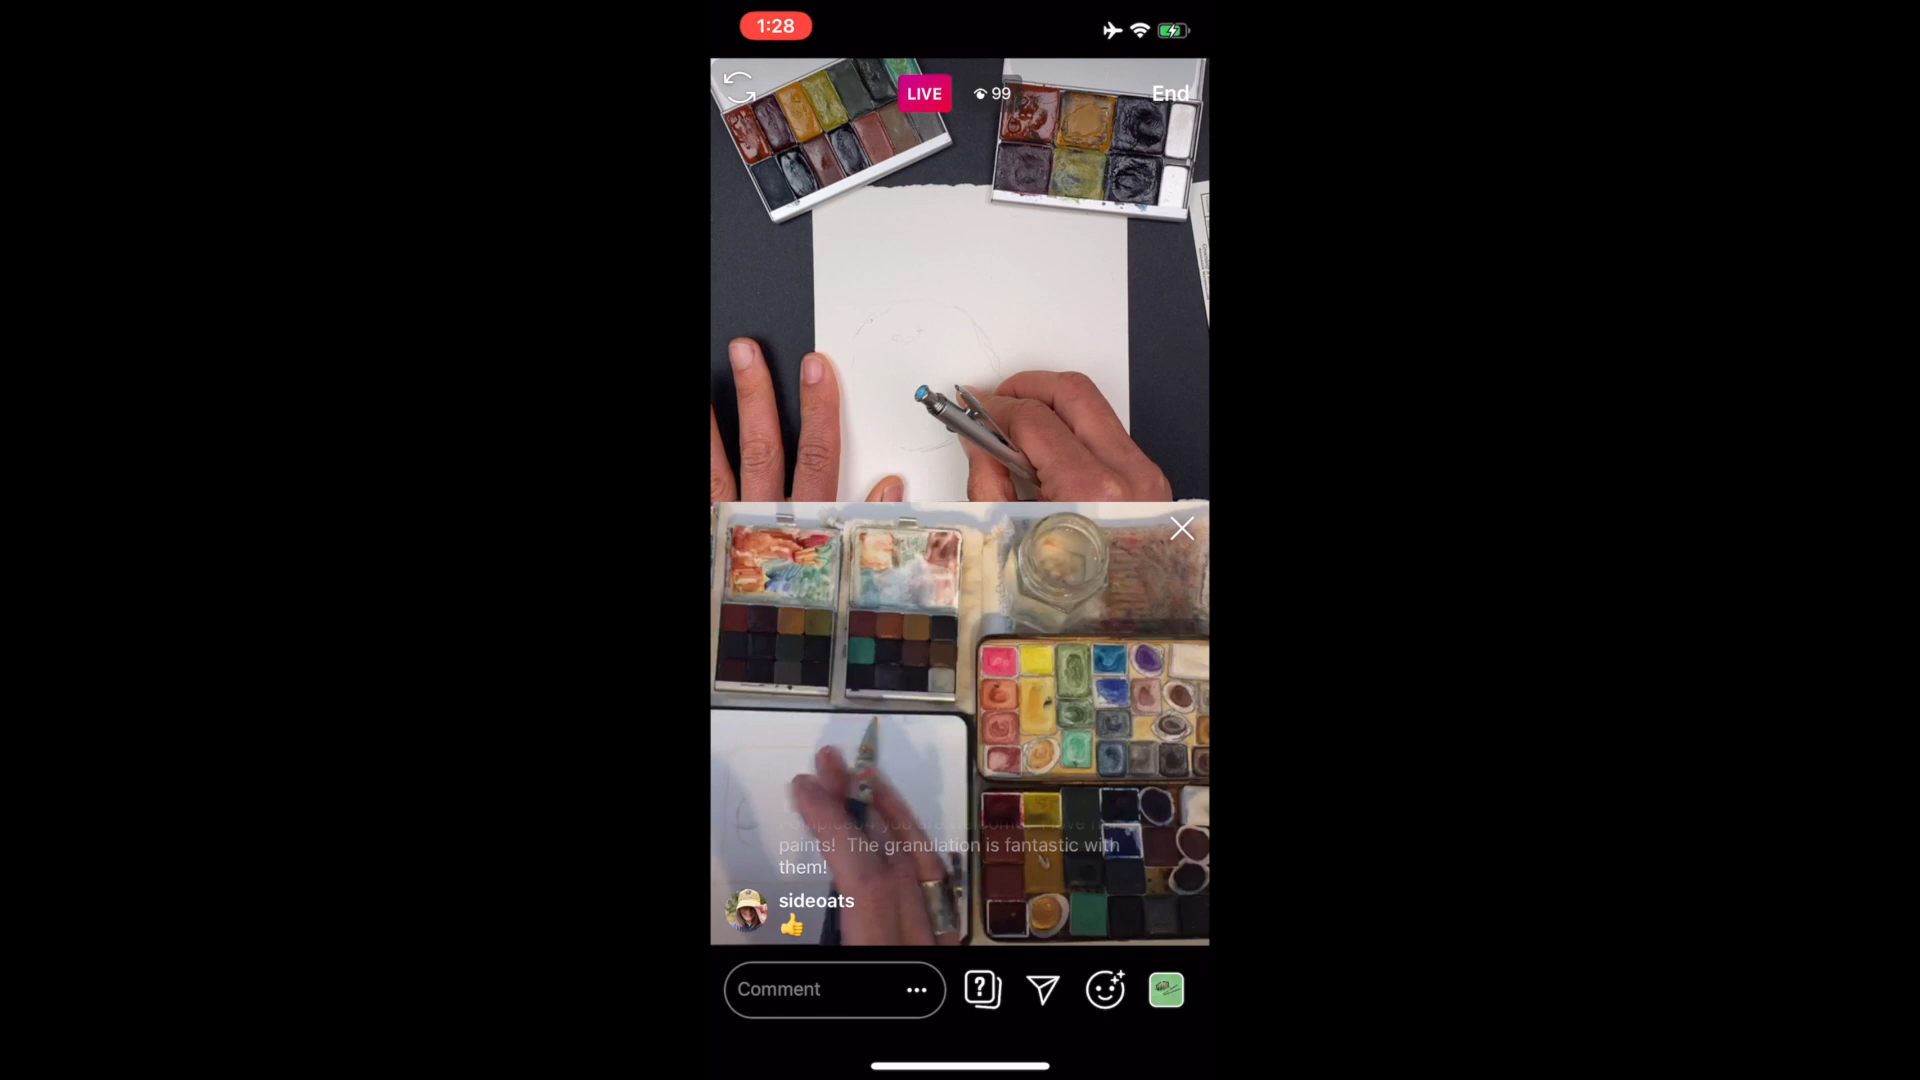 1:28
LIVE
99
End
paints! The granulation is fantastic with
them!
sideoats
👍
Comment